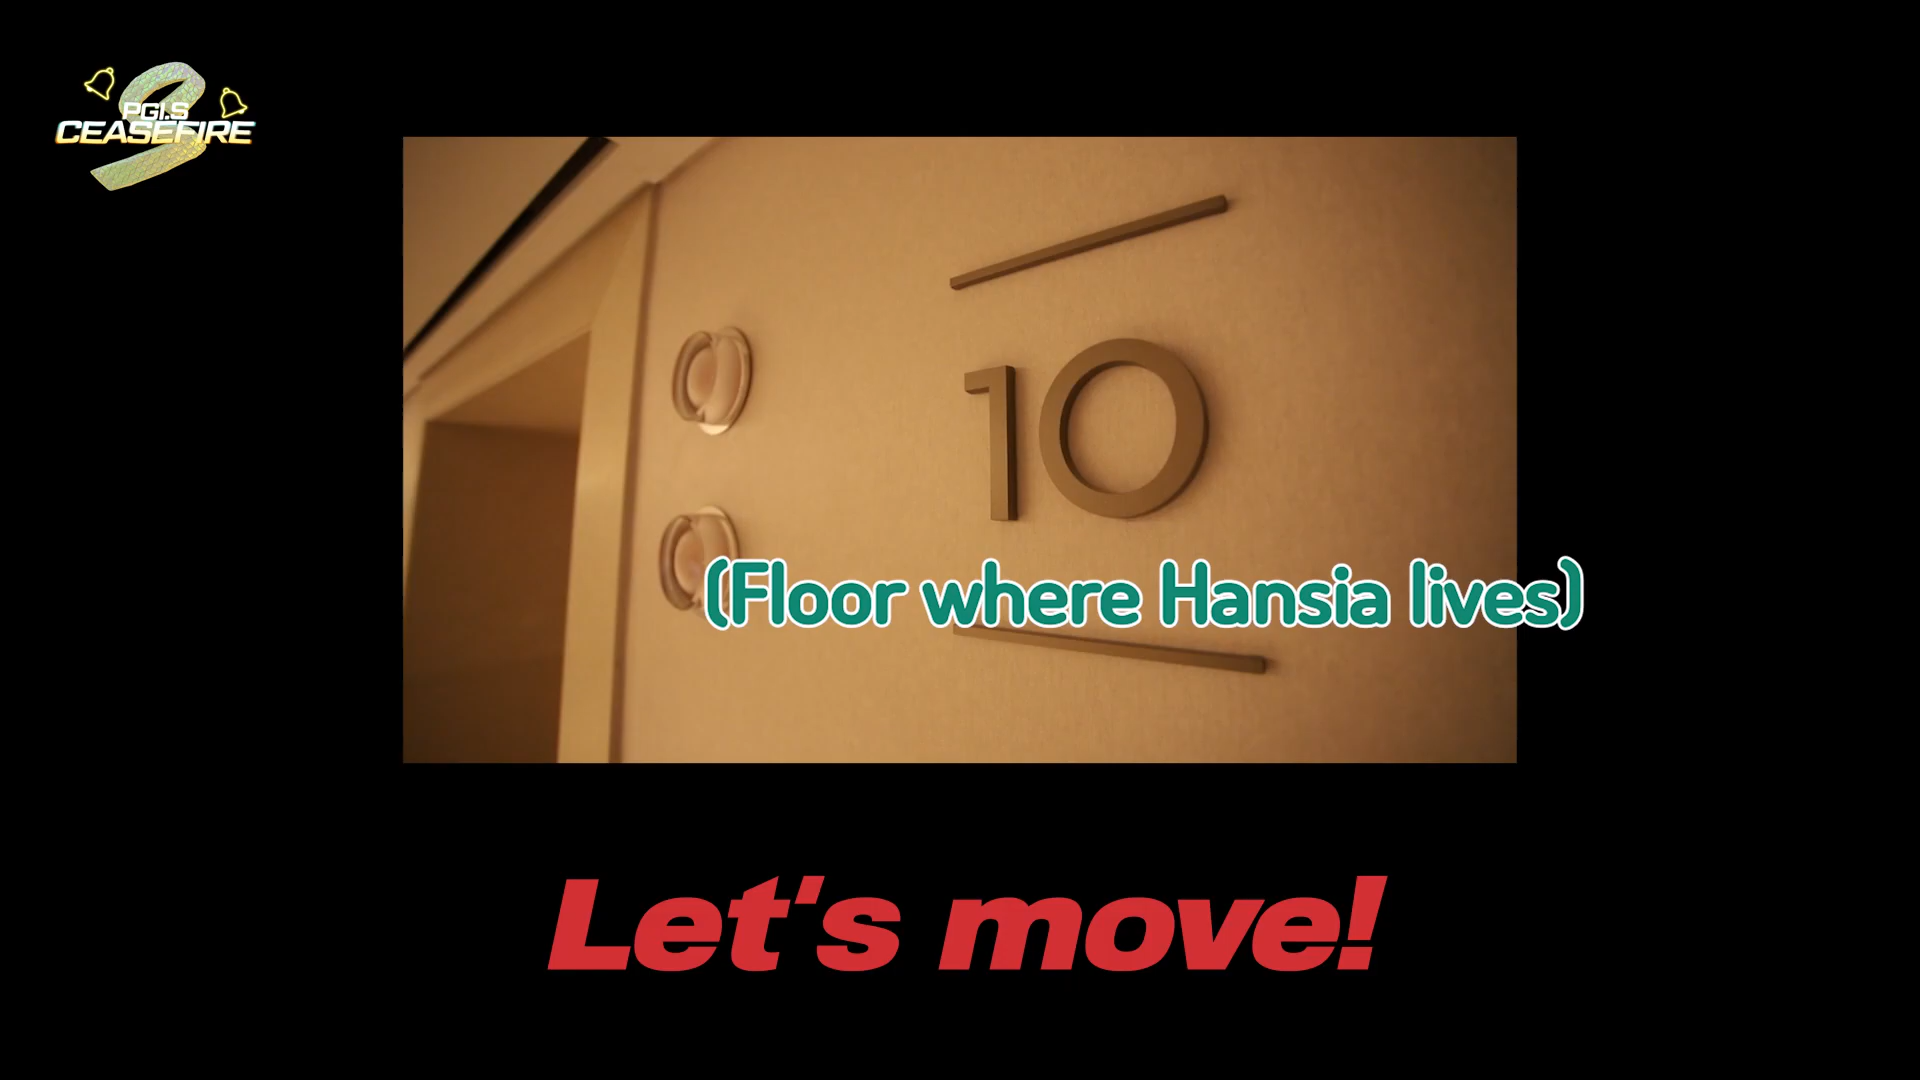 PGI.S
CEASEFIRE
10
(Floor where Hansia lives)
Let's move!